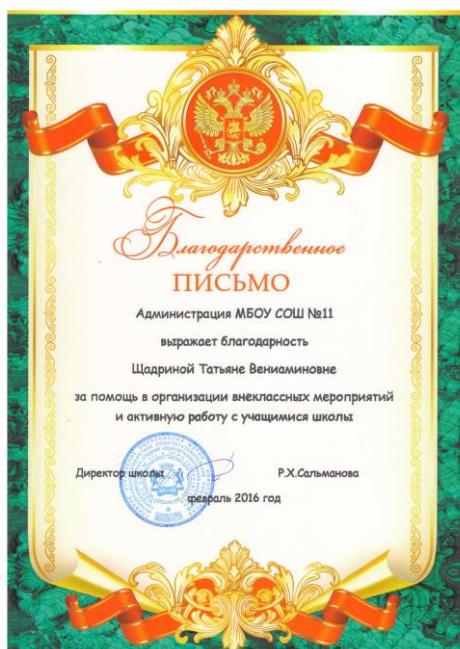 Благодарственное
ПИСЬМО
Администрация МБОУ СОШ №11
выражает благодарность
Щадриной Татьяне Вениаминовне
за помощь в организации внеклассных мероприятий
и активную работу с учащимися школы
Директор школы Р.Х.Сальманова
февраль 2016 год